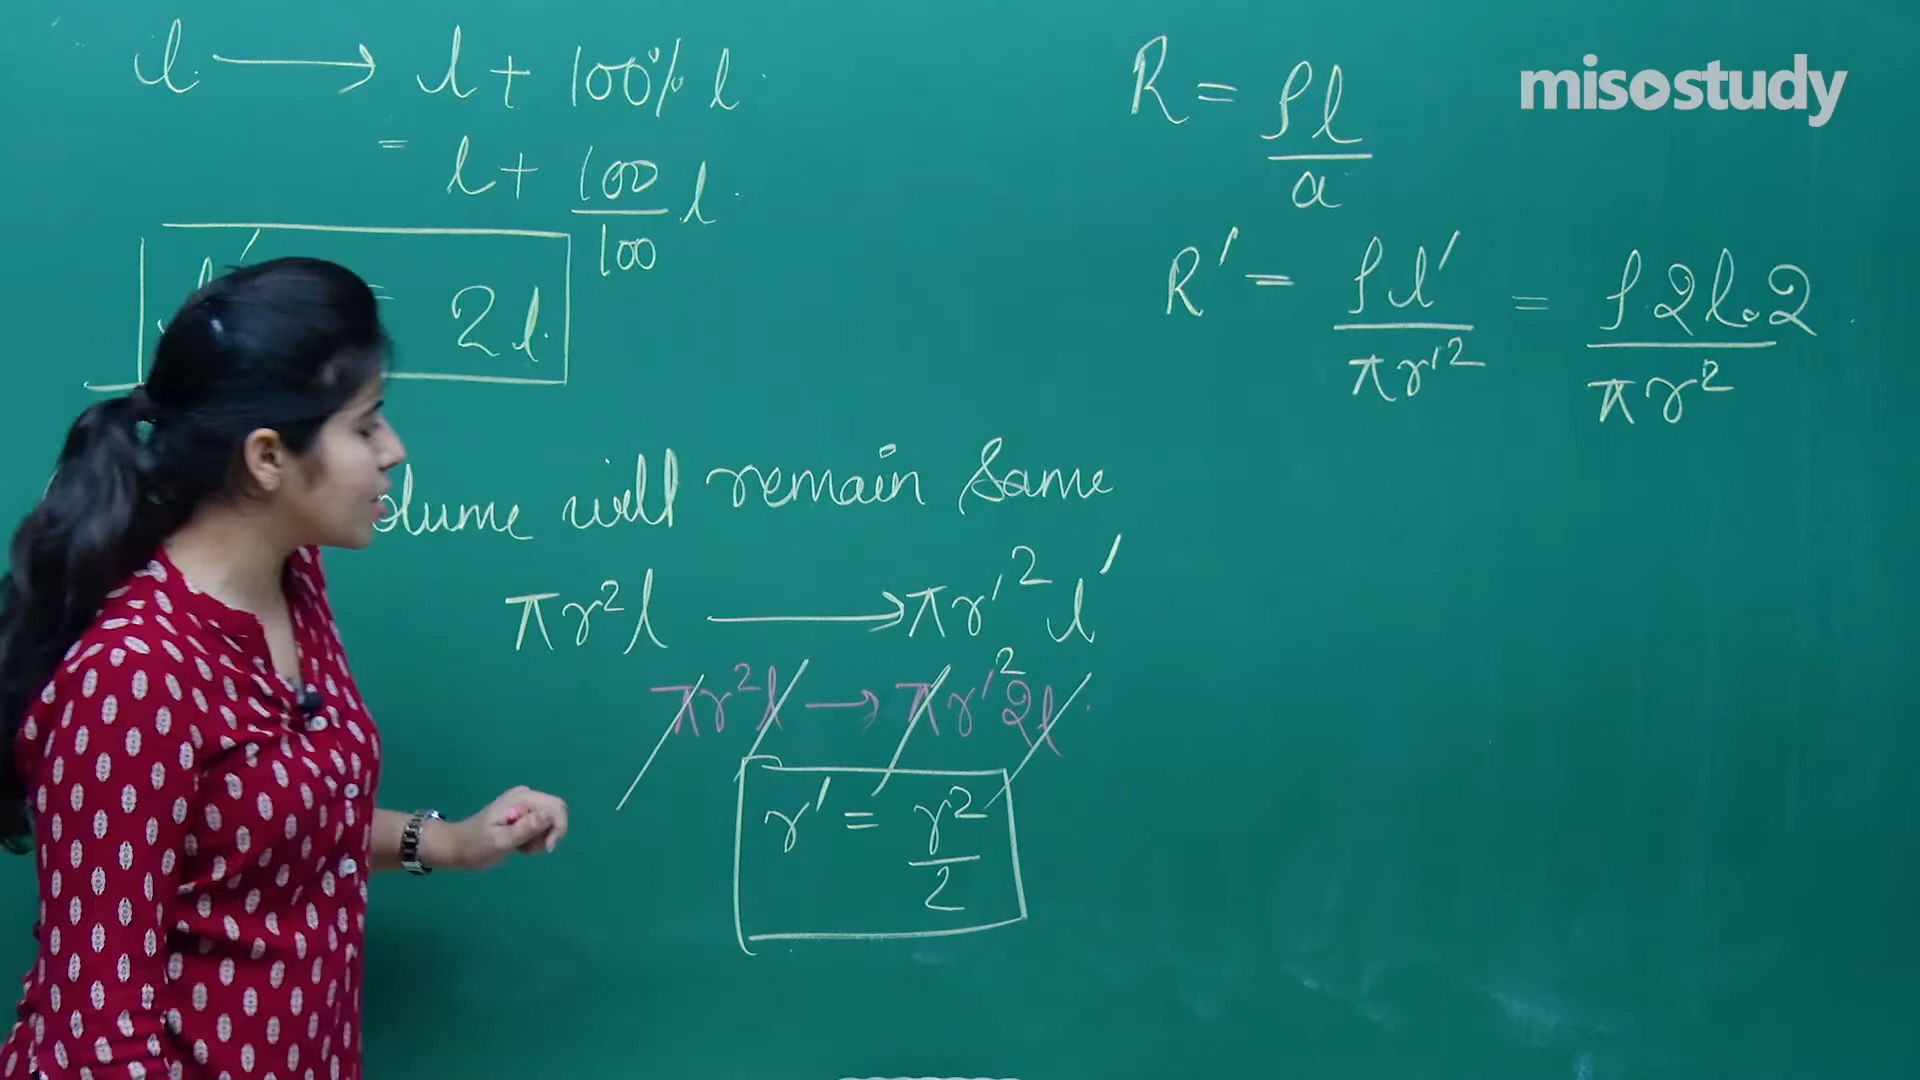 l → l + 100% l
= l + 100/100 l
l' = 2l
volume will remain same
πr²l → πr'²l'
πr²l → πr'²2l
r' = r²/2
R = ρl/a
R' = ρl'/πr'² = ρ2l.2/πr²
misostudy